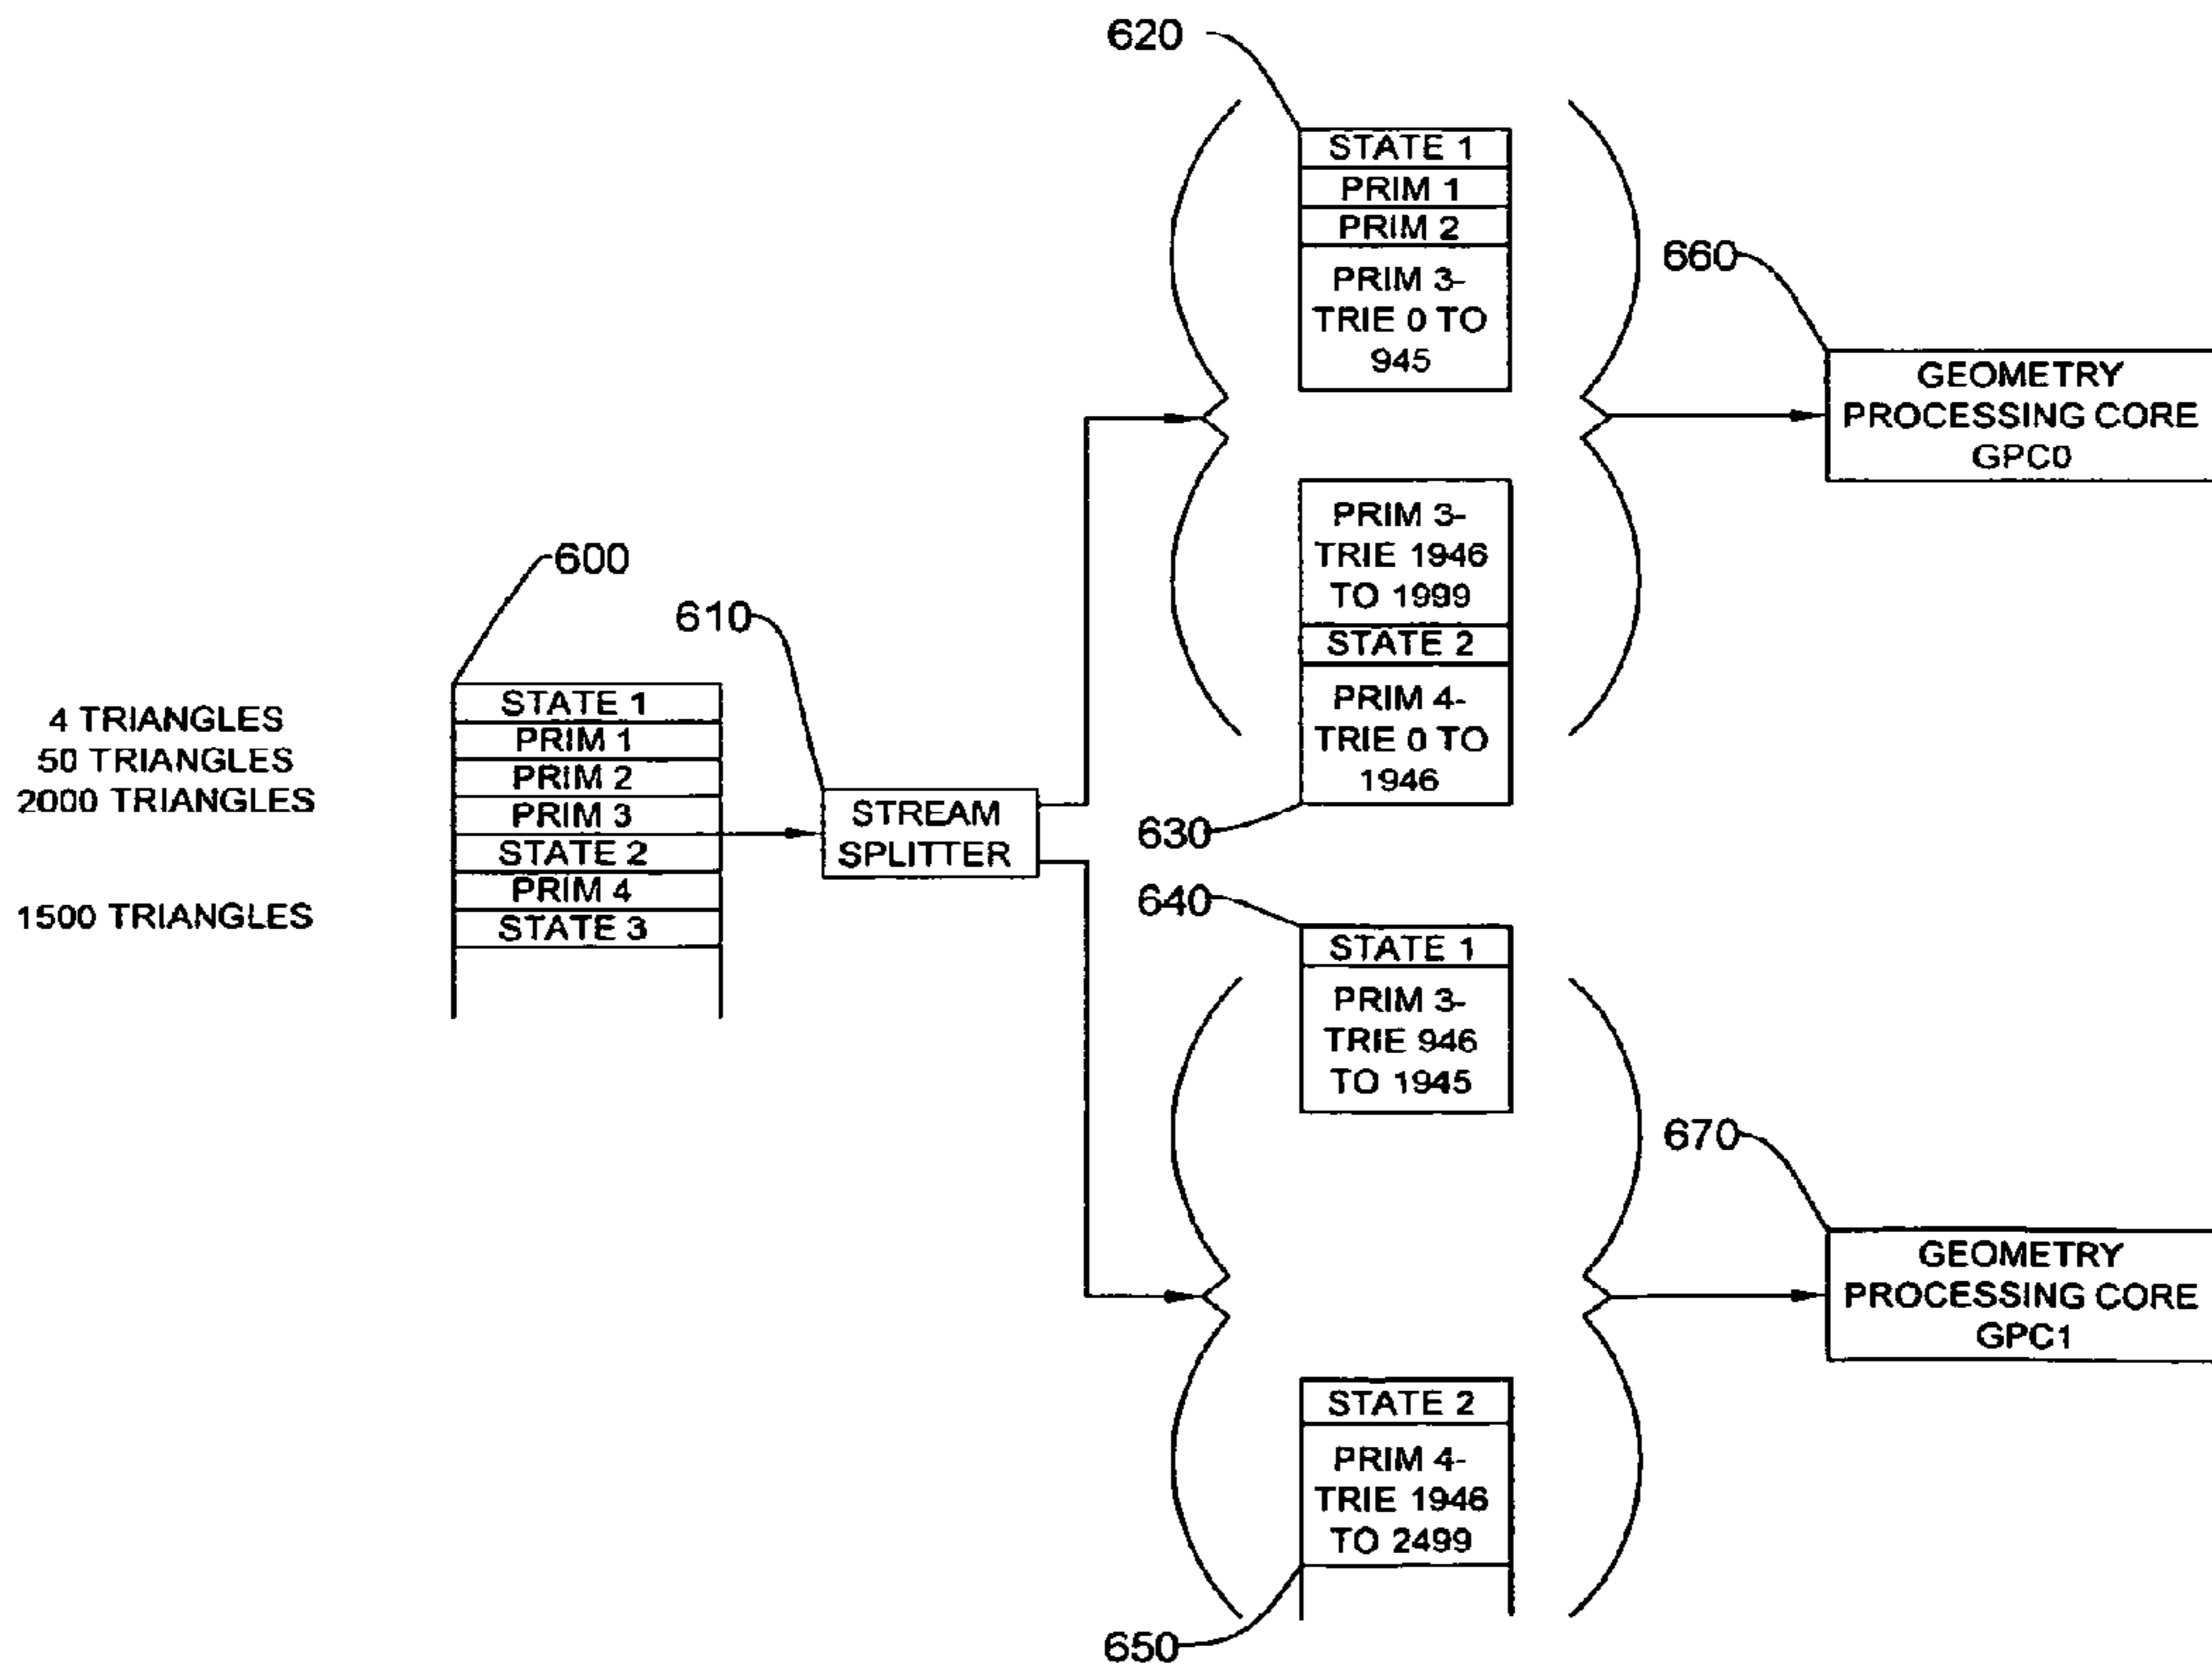 620
STATE 1
PRIM 1
PRIM 2
PRIM 3-
TRIE 0 TO
945
660
GEOMETRY
PROCESSING CORE
GPC0
PRIM 3-
TRIE 1946
TO 1999
STATE 2
PRIM 4-
TRIE 0 TO
1946
630
600
610
4 TRIANGLES
50 TRIANGLES
2000 TRIANGLES
1500 TRIANGLES
STATE 1
PRIM 1
PRIM 2
PRIM 3
STATE 2
PRIM 4
STATE 3
STREAM
SPLITTER
640
STATE 1
PRIM 3-
TRIE 946
TO 1945
670
GEOMETRY
PROCESSING CORE
GPC1
STATE 2
PRIM 4-
TRIE 1946
TO 2499
650